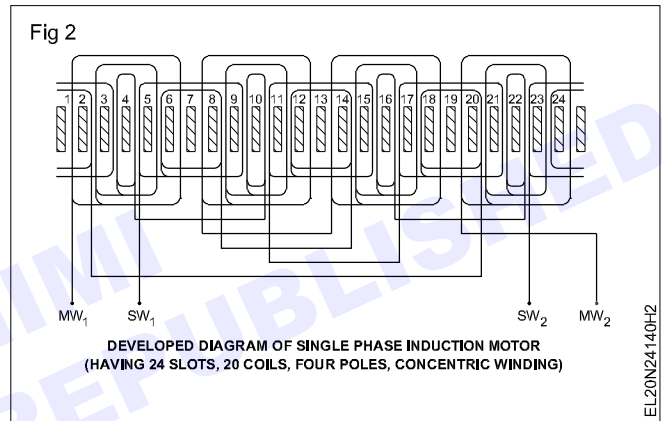 Fig 2
1 2 3 4 5 6 7 8 9 10 11 12 13 14 15 16 17 18 19 20 21 22 23 24
MW1 SW1 SW2 MW2
DEVELOPED DIAGRAM OF SINGLE PHASE INDUCTION MOTOR
(HAVING 24 SLOTS, 20 COILS, FOUR POLES, CONCENTRIC WINDING)
EL20N24140H2
NIMI
REPUBLISHED